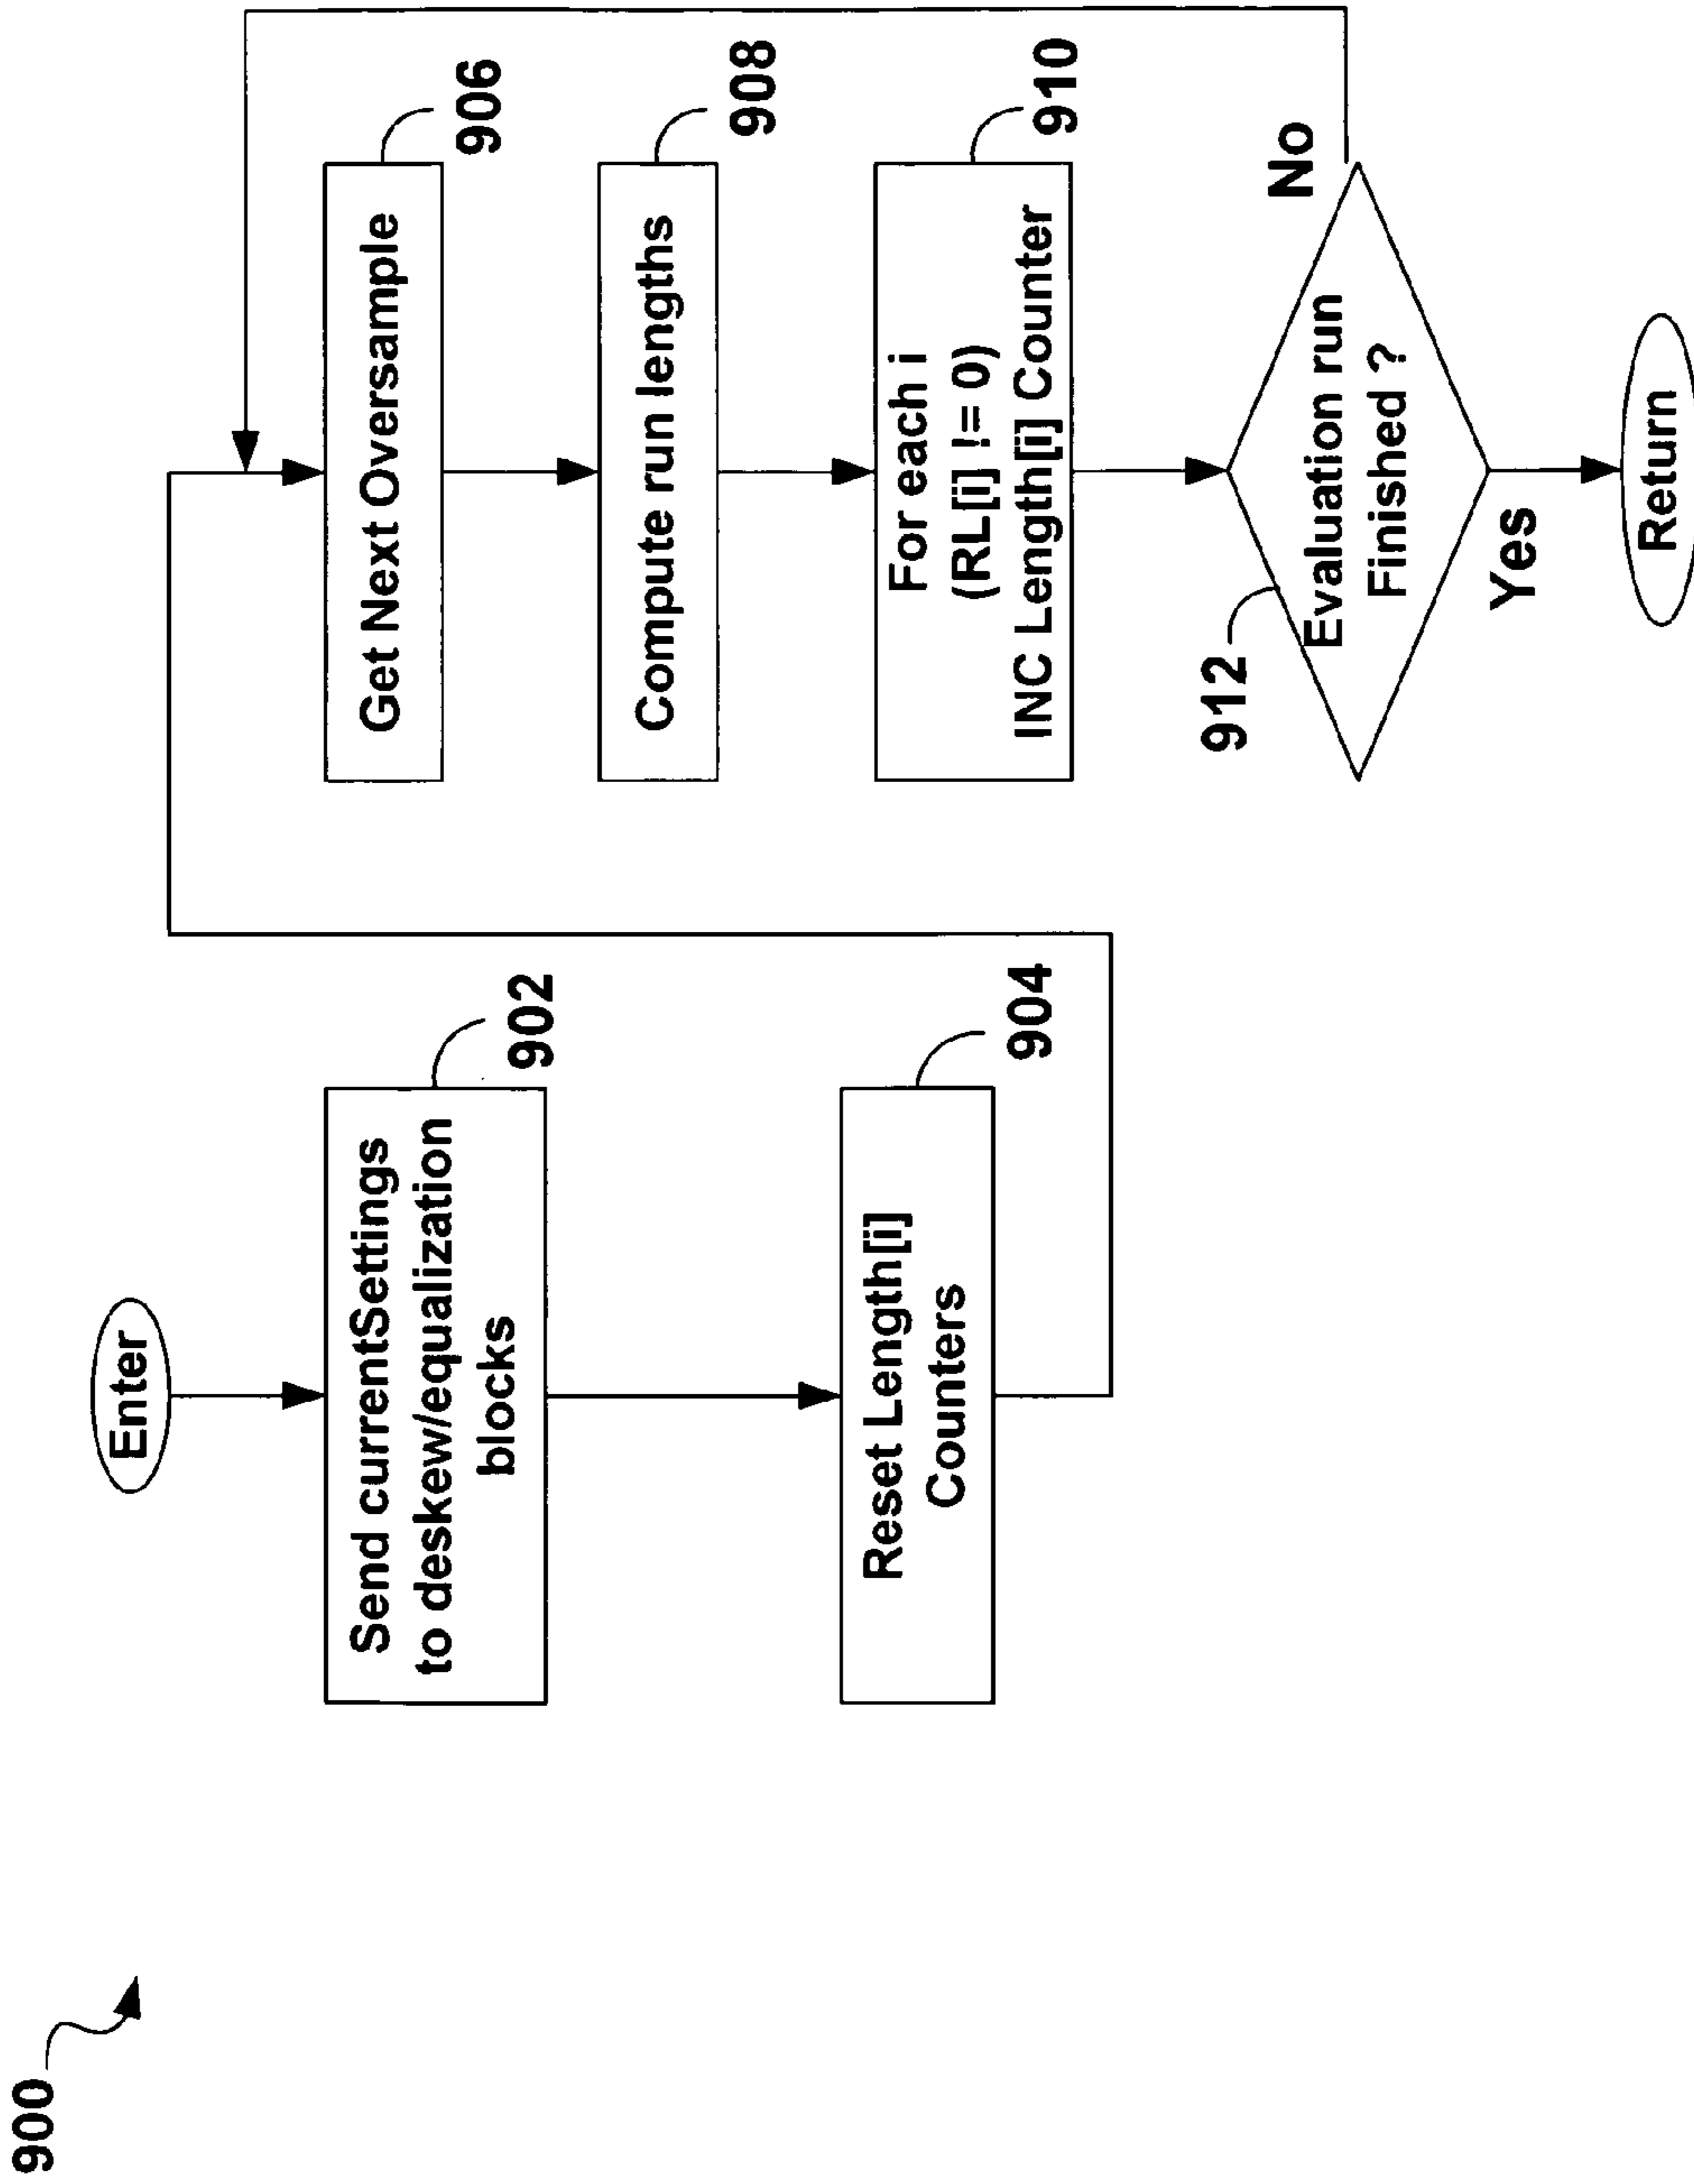 900
Enter
Send currentSettings
to deskew/equalization
blocks
902
Reset Length[i]
Counters
904
Get Next Oversample
906
Compute run lengths
908
For each i
(RL[i] != 0)
INC Length[i] Counter
910
912
Evaluation run
Finished ?
No
Yes
Return